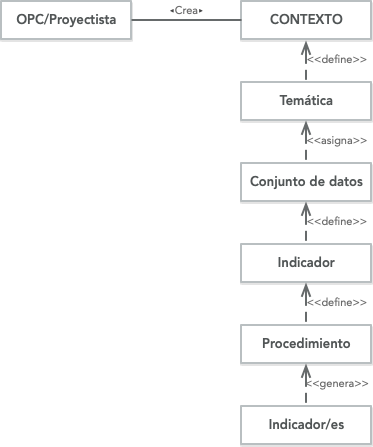 OPC/Proyectista
◂Crea▸
CONTEXTO
<<define>>
Temática
<<asigna>>
Conjunto de datos
<<define>>
Indicador
<<define>>
Procedimiento
<<genera>>
Indicador/es